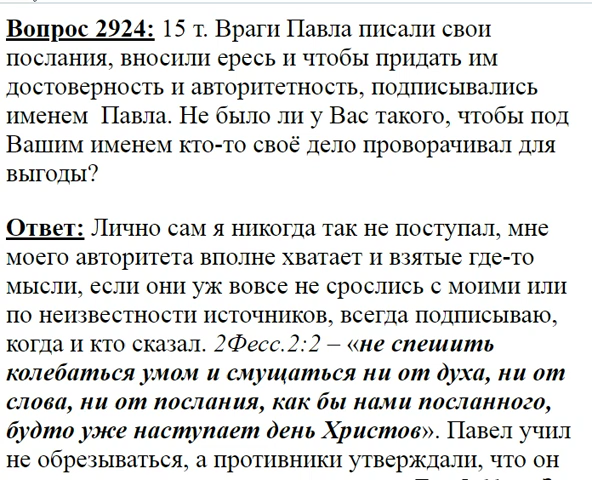 Вопрос 2924: 15 т. Враги Павла писали свои
послания, вносили ересь и чтобы придать им
достоверность и авторитетность, подписывались
именем Павла. Не было ли у Вас такого, чтобы под
Вашим именем кто-то своё дело проворачивал для
выгоды?
Ответ: Лично сам я никогда так не поступал, мне
моего авторитета вполне хватает и взятые где-то
мысли, если они уж вовсе не срослись с моими или
по неизвестности источников, всегда подписываю,
когда и кто сказал. 2Фесс.2:2 – «не спешить
колебаться умом и смущаться ни от духа, ни от
слова, ни от послания, как бы нами посланного,
будто уже наступает день Христов». Павел учил
не обрезываться, а противники утверждали, что он